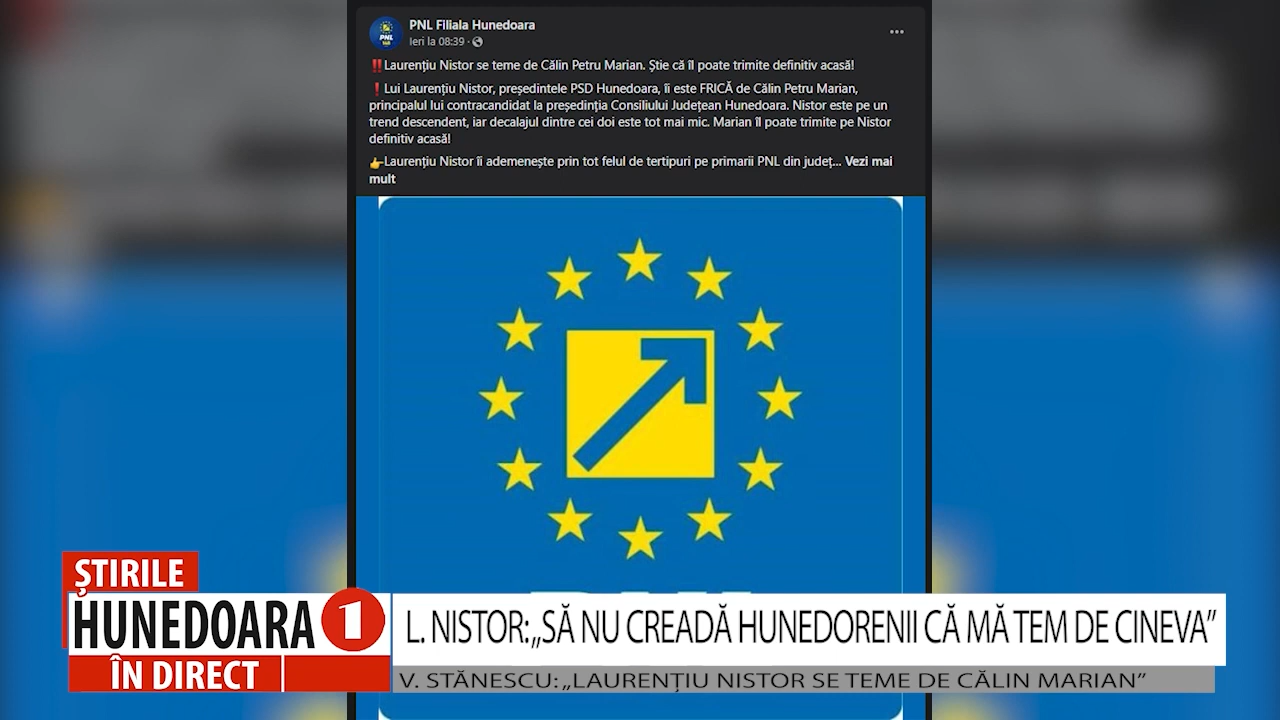 PNL Filiala Hunedoara
Ieri la 08:39 ·
‼Laurențiu Nistor se teme de Călin Petru Marian. Știe că îl poate trimite definitiv acasă!
❗Lui Laurențiu Nistor, președintele PSD Hunedoara, îi este FRICĂ de Călin Petru Marian,
principalul lui contracandidat la președinția Consiliului Județean Hunedoara. Nistor este pe un
trend descendent, iar decalajul dintre cei doi este tot mai mic. Marian îl poate trimite pe Nistor
definitiv acasă!
👉Laurențiu Nistor îi ademenește prin tot felul de tertipuri pe primarii PNL din județ... Vezi mai
mult
PNL
ȘTIRILE
HUNEDOARA 1
ÎN DIRECT
L. NISTOR:„SĂ NU CREADĂ HUNEDORENII CĂ MĂ TEM DE CINEVA”
V. STĂNESCU:„LAURENȚIU NISTOR SE TEME DE CĂLIN MARIAN”